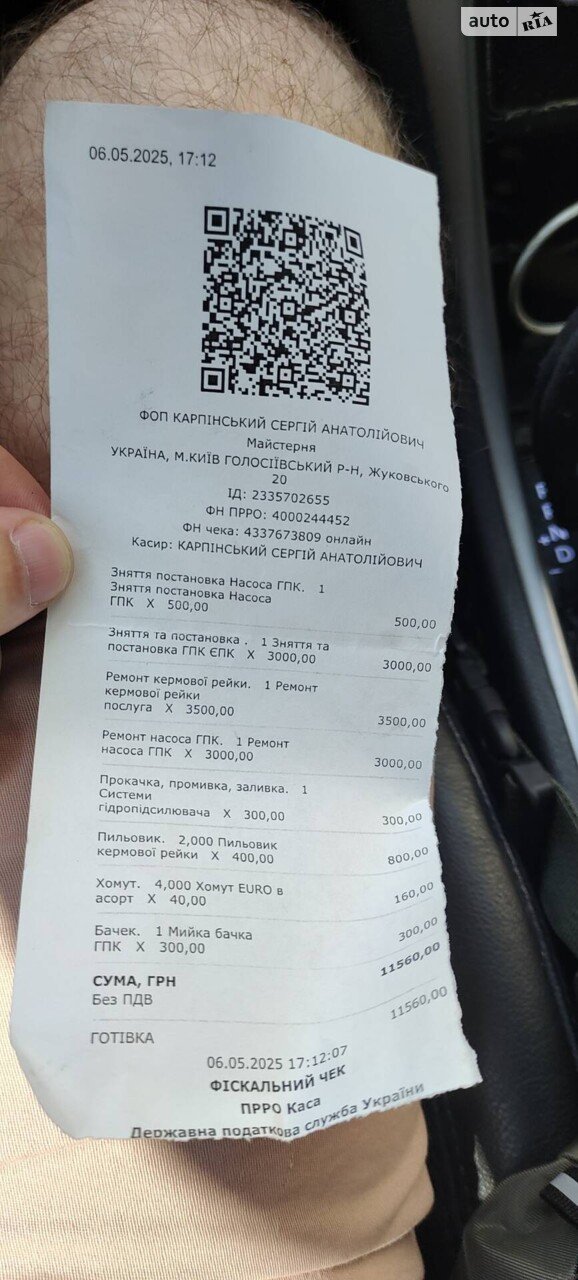 auto RIA
06.05.2025, 17:12
ФОП КАРПІНСЬКИЙ СЕРГІЙ АНАТОЛІЙОВИЧ
Майстерня
УКРАЇНА, М.КИЇВ ГОЛОСІЇВСЬКИЙ Р-Н, Жуковського
20
ІД: 2335702655
ФН ПРРО: 4000244452
ФН чека: 4337673809 онлайн
Касир: КАРПІНСЬКИЙ СЕРГІЙ АНАТОЛІЙОВИЧ
Зняття постановка Насоса ГПК. 1
Зняття постановка Насоса
ГПК X 500,00 500,00
Зняття та постановка . 1 Зняття та
постановка ГПК ЄПК X 3000,00 3000,00
Ремонт кермової рейки. 1 Ремонт
кермової рейки
послуга X 3500,00 3500,00
Ремонт насоса ГПК. 1 Ремонт
насоса ГПК X 3000,00 3000,00
Прокачка, промивка, заливка. 1
Системи
гідропідсилювача X 300,00 300,00
Пильовик. 2,000 Пильовик
кермової рейки X 400,00 800,00
Хомут. 4,000 Хомут EURO в
асорт X 40,00 160,00
Бачек. 1 Мийка бачка
ГПК X 300,00 300,00
СУМА, ГРН 11560,00
Без ПДВ
ГОТІВКА 11560,00
06.05.2025 17:12:07
ФІСКАЛЬНИЙ ЧЕК
ПРРО Каса
Державна податкова служба України